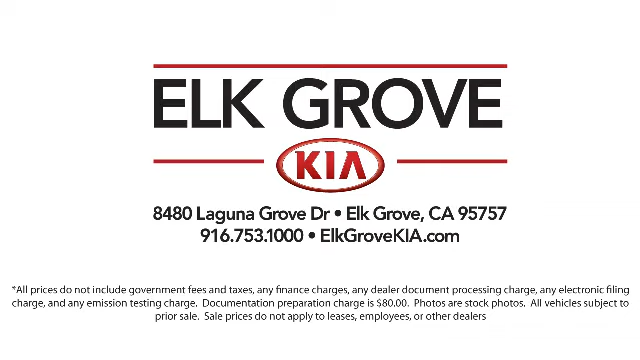 ELK GROVE
KIA
8480 Laguna Grove Dr • Elk Grove, CA 95757
916.753.1000 • ElkGroveKIA.com
*All prices do not include government fees and taxes, any finance charges, any dealer document processing charge, any electronic filing
charge, and any emission testing charge. Documentation preparation charge is $80.00. Photos are stock photos. All vehicles subject to
prior sale. Sale prices do not apply to leases, employees, or other dealers